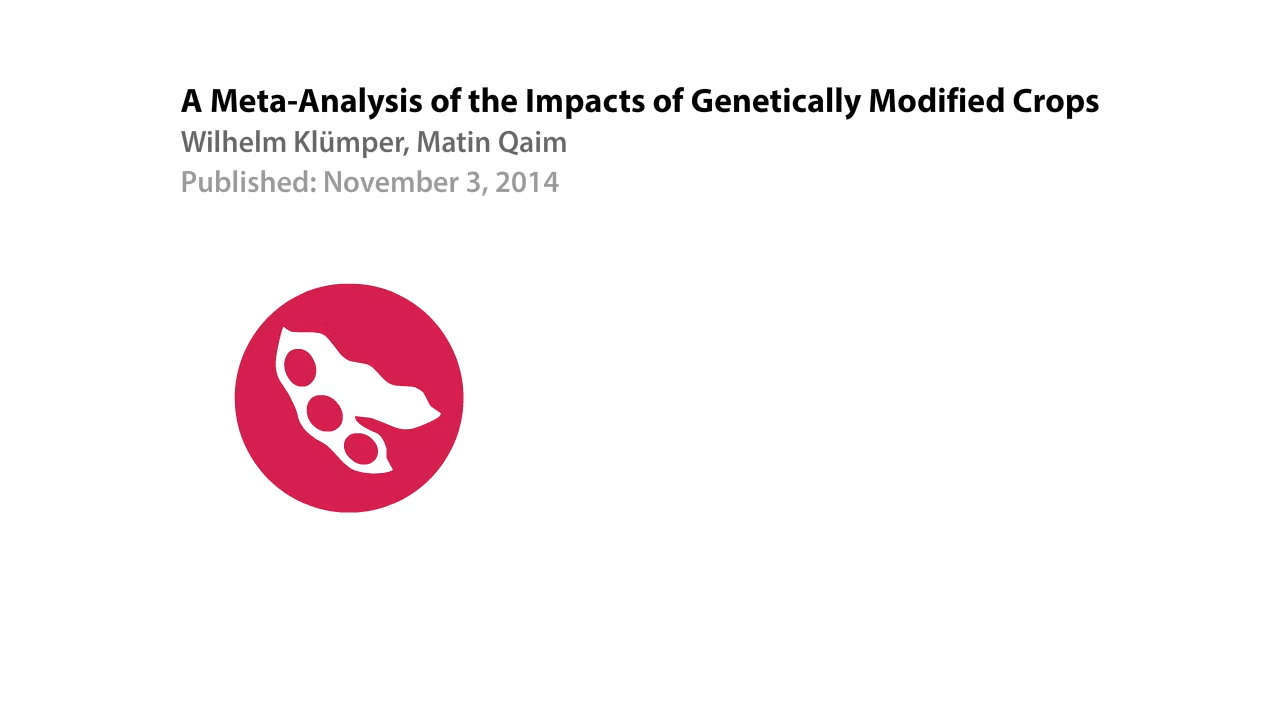 A Meta-Analysis of the Impacts of Genetically Modified Crops
Wilhelm Klümper, Matin Qaim
Published: November 3, 2014